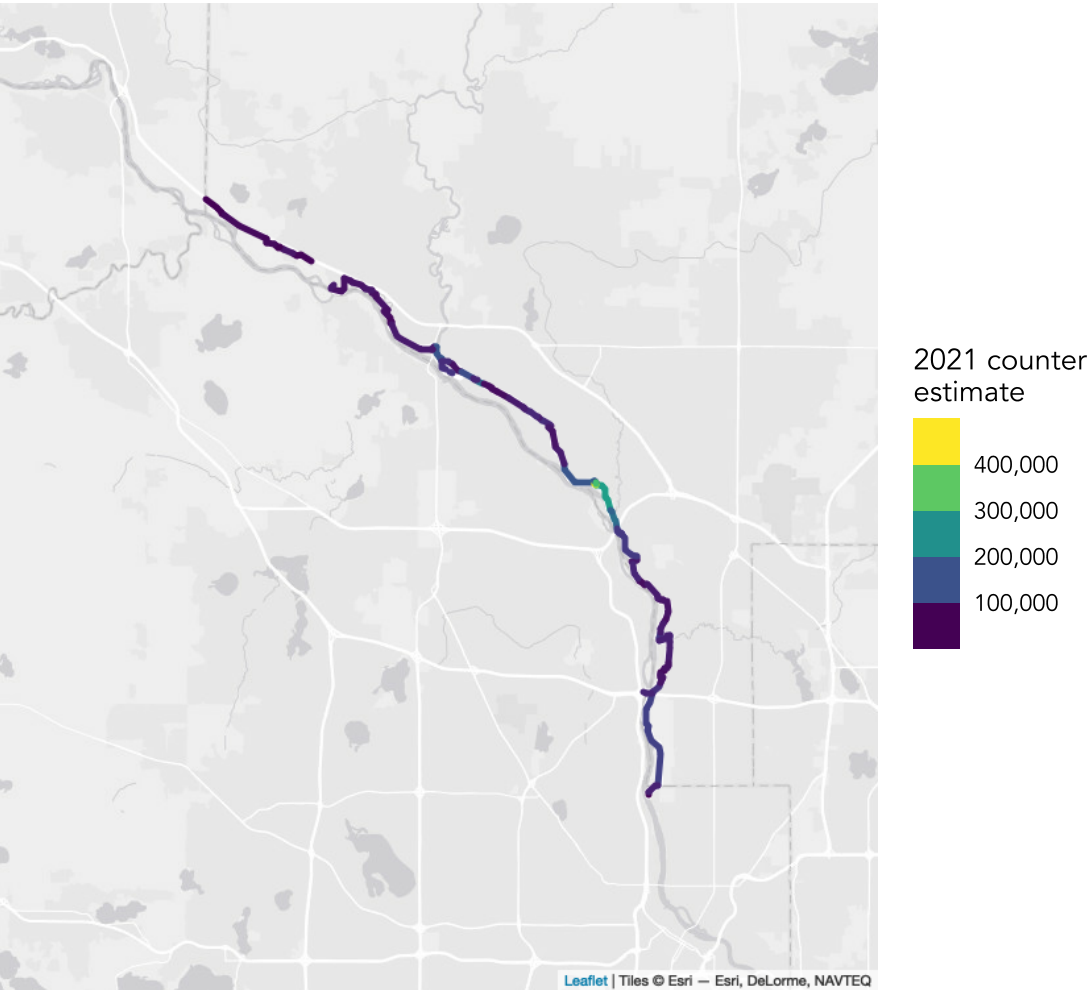 2021 counter
estimate
400,000
300,000
200,000
100,000
Leaflet | Tiles © Esri — Esri, DeLorme, NAVTEQ